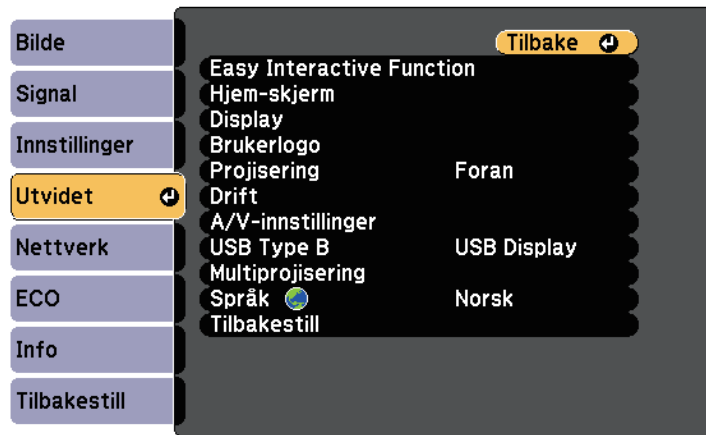 Bilde
Signal
Innstillinger
Utvidet
Nettverk
ECO
Info
Tilbakestill
Tilbake
Easy Interactive Function
Hjem-skjerm
Display
Brukerlogo
Projisering Foran
Drift
A/V-innstillinger
USB Type B USB Display
Multiprojisering
Språk Norsk
Tilbakestill